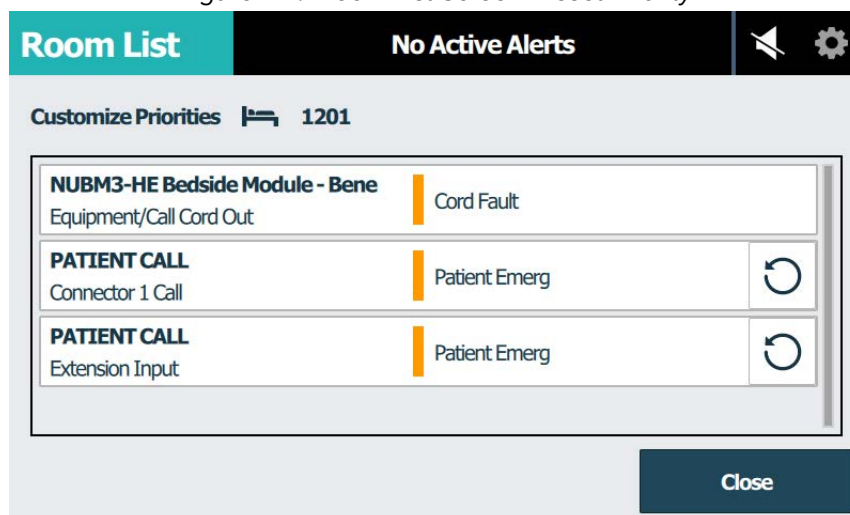 Room List
No Active Alerts
Customize Priorities 1201
NUBM3-HE Bedside Module - Bene
Equipment/Call Cord Out
Cord Fault
PATIENT CALL
Connector 1 Call
Patient Emerg
PATIENT CALL
Extension Input
Patient Emerg
Close